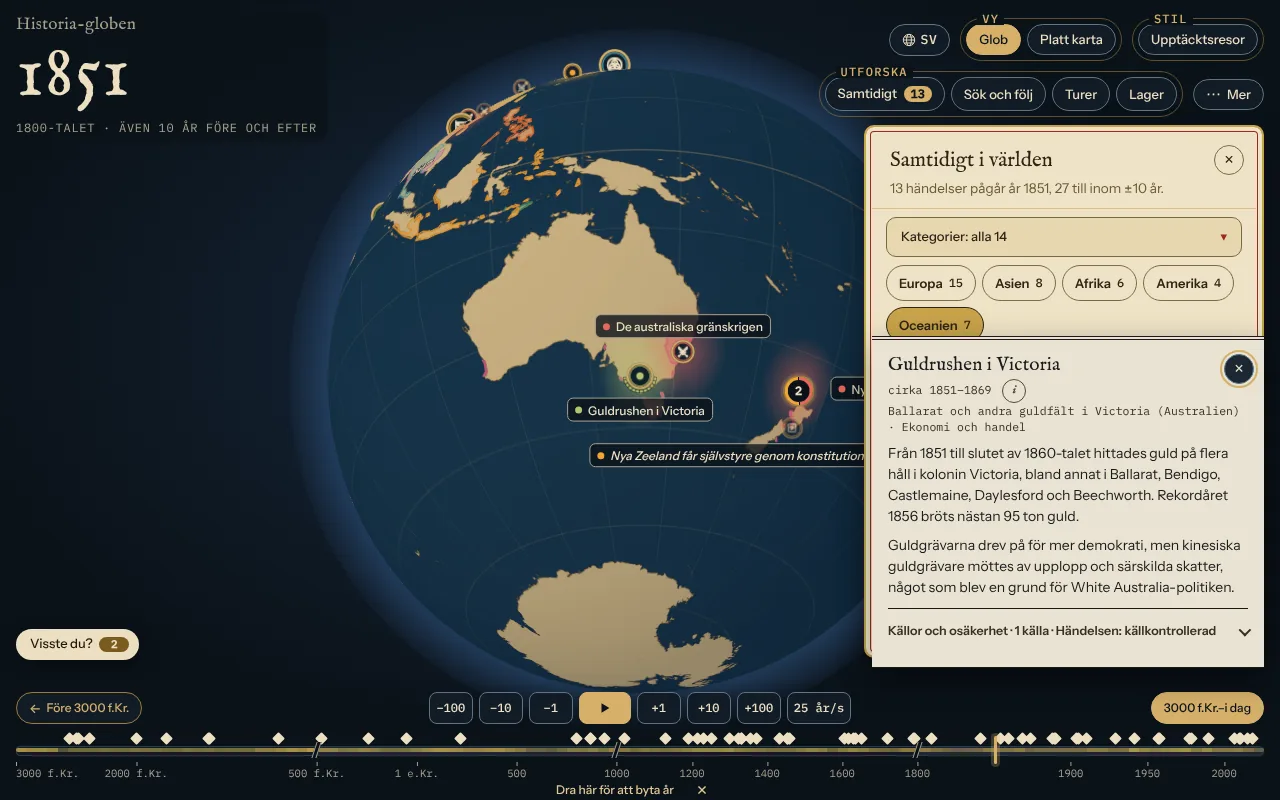 Historia-globen
1851
1800-TALET · ÄVEN 10 ÅR FÖRE OCH EFTER
SV
VY
Glob
Platt karta
STIL
Upptäcktsresor
UTFORSKA
Samtidigt 13
Sök och följ
Turer
Lager
··· Mer
Samtidigt i världen
×
13 händelser pågår år 1851, 27 till inom ±10 år.
Kategorier: alla 14
▼
Europa 15
Asien 8
Afrika 6
Amerika 4
Oceanien 7
De australiska gränskrigen
Guldrushen i Victoria
2
Ny
Nya Zeeland får självstyre genom konstitution
Guldrushen i Victoria
×
cirka 1851–1869 i
Ballarat och andra guldfält i Victoria (Australien)
· Ekonomi och handel
Från 1851 till slutet av 1860-talet hittades guld på flera
håll i kolonin Victoria, bland annat i Ballarat, Bendigo,
Castlemaine, Daylesford och Beechworth. Rekordåret
1856 bröts nästan 95 ton guld.
Guldgrävarna drev på för mer demokrati, men kinesiska
guldgrävare möttes av upplopp och särskilda skatter,
något som blev en grund för White Australia-politiken.
Källor och osäkerhet · 1 källa · Händelsen: källkontrollerad
Visste du? 2
← Före 3000 f.Kr.
−100
−10
−1
▶
+1
+10
+100
25 år/s
3000 f.Kr.–i dag
3000 f.Kr.
2000 f.Kr.
500 f.Kr.
1 e.Kr.
500
1000
1200
1400
1600
1800
1900
1950
2000
Dra här för att byta år ×